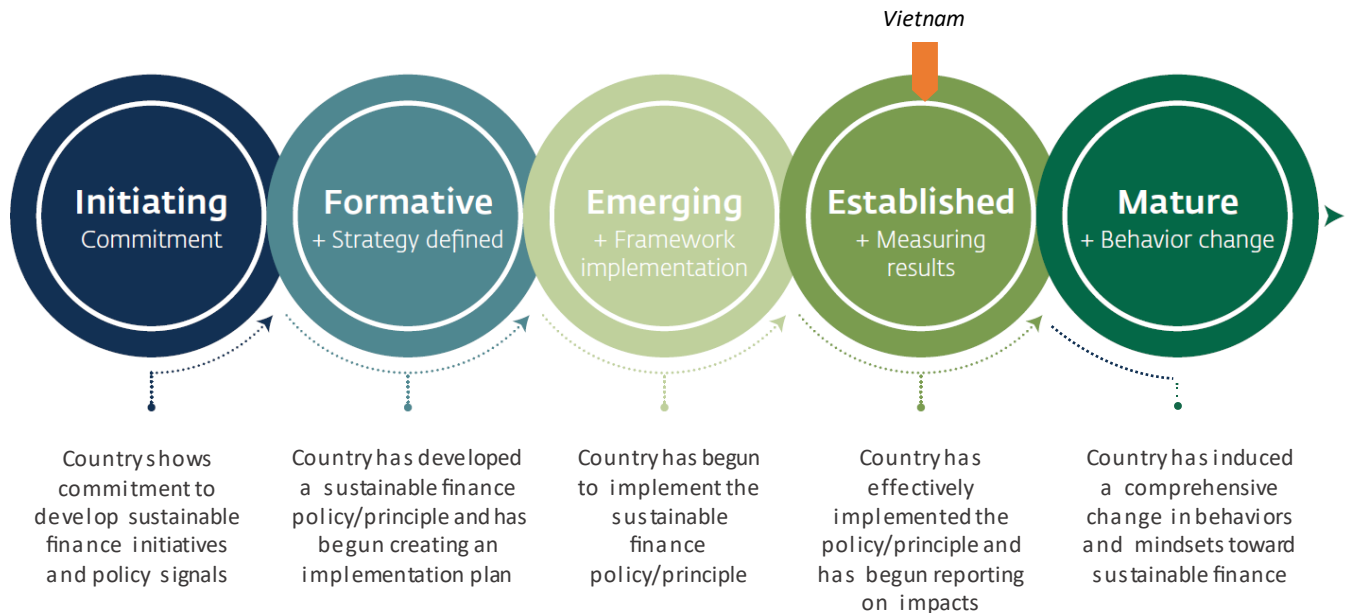 Vietnam
Initiating
Commitment
Formative
+ Strategy defined
Emerging
+ Framework
implementation
Established
+ Measuring
results
Mature
+ Behavior change
Country shows
commitment to
develop sustainable
finance initiatives
and policy signals
Country has developed
a sustainable finance
policy/principle and has
begun creating an
implementation plan
Country has begun
to implement the
sustainable
finance
policy/principle
Country has
effectively
implemented the
policy/principle and
has begun reporting
on impacts
Country has induced
a comprehensive
change in behaviors
and mindsets toward
sustainable finance